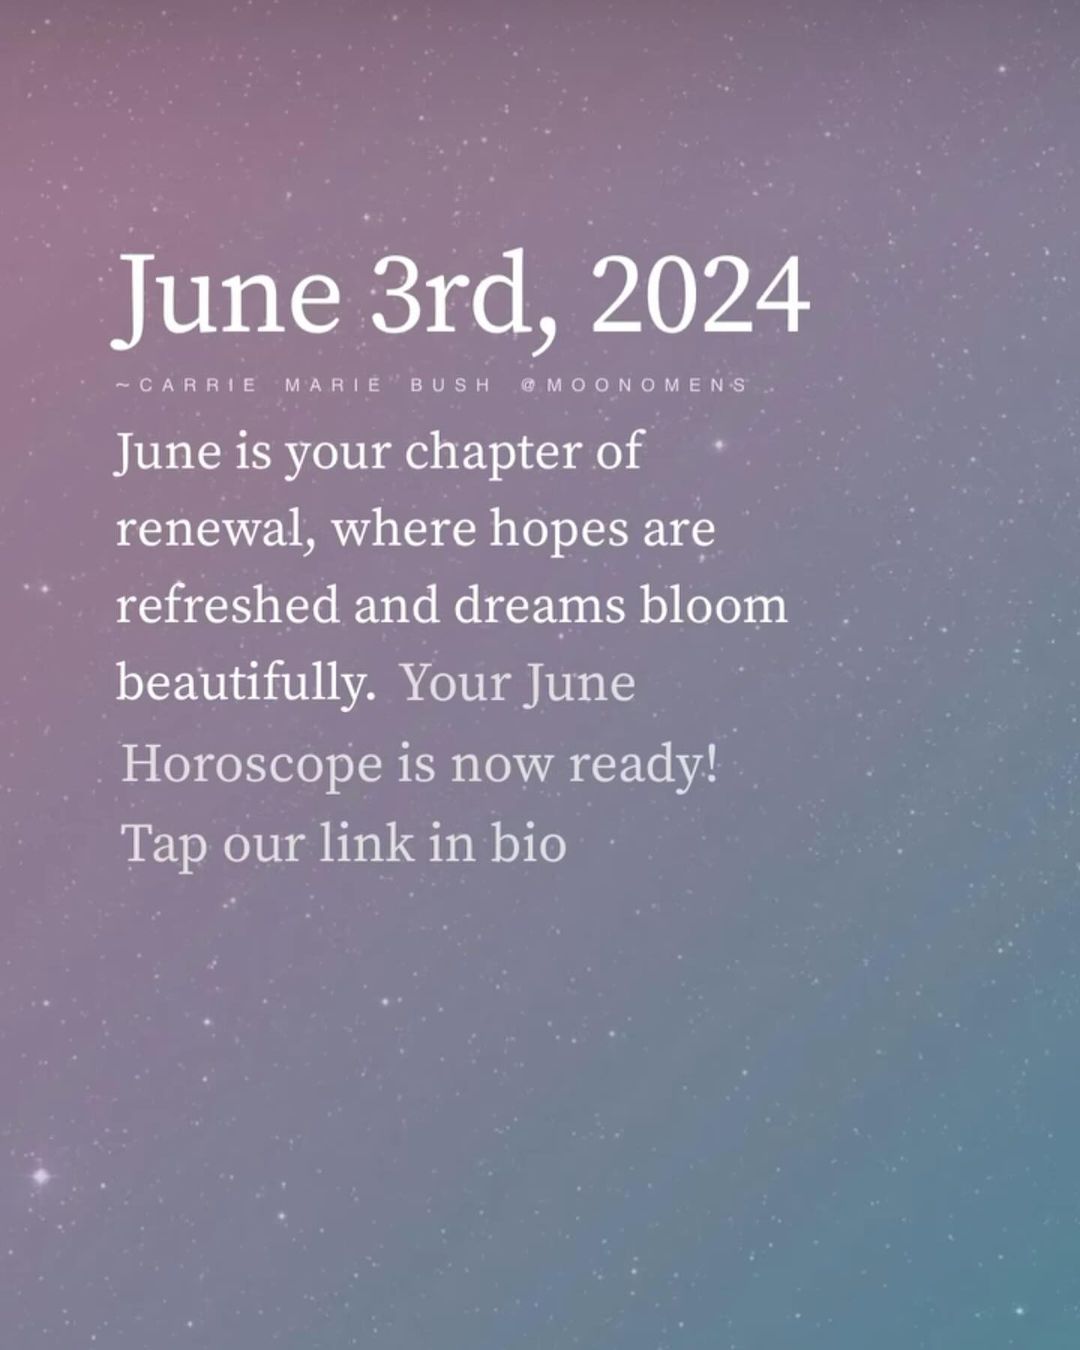 June 3rd, 2024
~CARRIE MARIE BUSH @MOONOMENS
June is your chapter of
renewal, where hopes are
refreshed and dreams bloom
beautifully. Your June
Horoscope is now ready!
Tap our link in bio